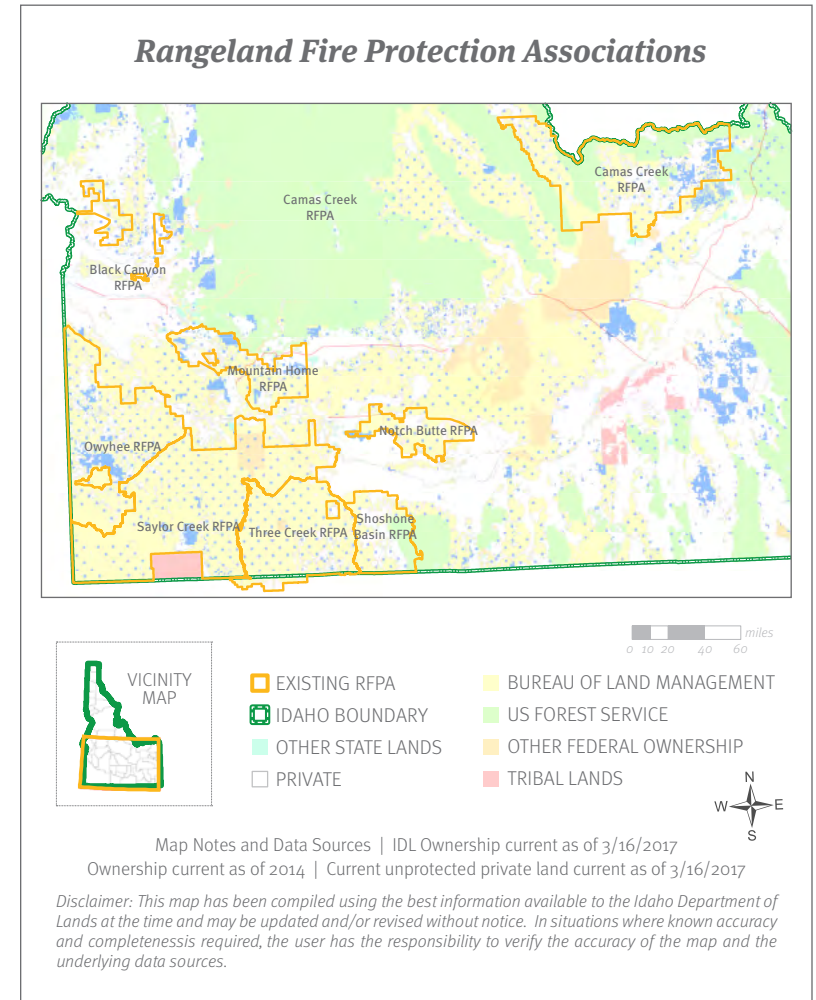 Rangeland Fire Protection Associations
Camas Creek
RFPA
Camas Creek
RFPA
Black Canyon
RFPA
Mountain Home
RFPA
Notch Butte RFPA
Owyhee RFPA
Saylor Creek RFPA
Three Creek RFPA
Shoshone
Basin RFPA
miles
0 10 20 40 60
VICINITY
MAP
EXISTING RFPA
IDAHO BOUNDARY
OTHER STATE LANDS
PRIVATE
BUREAU OF LAND MANAGEMENT
US FOREST SERVICE
OTHER FEDERAL OWNERSHIP
TRIBAL LANDS
N
W E
S
Map Notes and Data Sources | IDL Ownership current as of 3/16/2017
Ownership current as of 2014 | Current unprotected private land current as of 3/16/2017
Disclaimer: This map has been compiled using the best information available to the Idaho Department of
Lands at the time and may be updated and/or revised without notice. In situations where known accuracy
and completenessis required, the user has the responsibility to verify the accuracy of the map and the
underlying data sources.